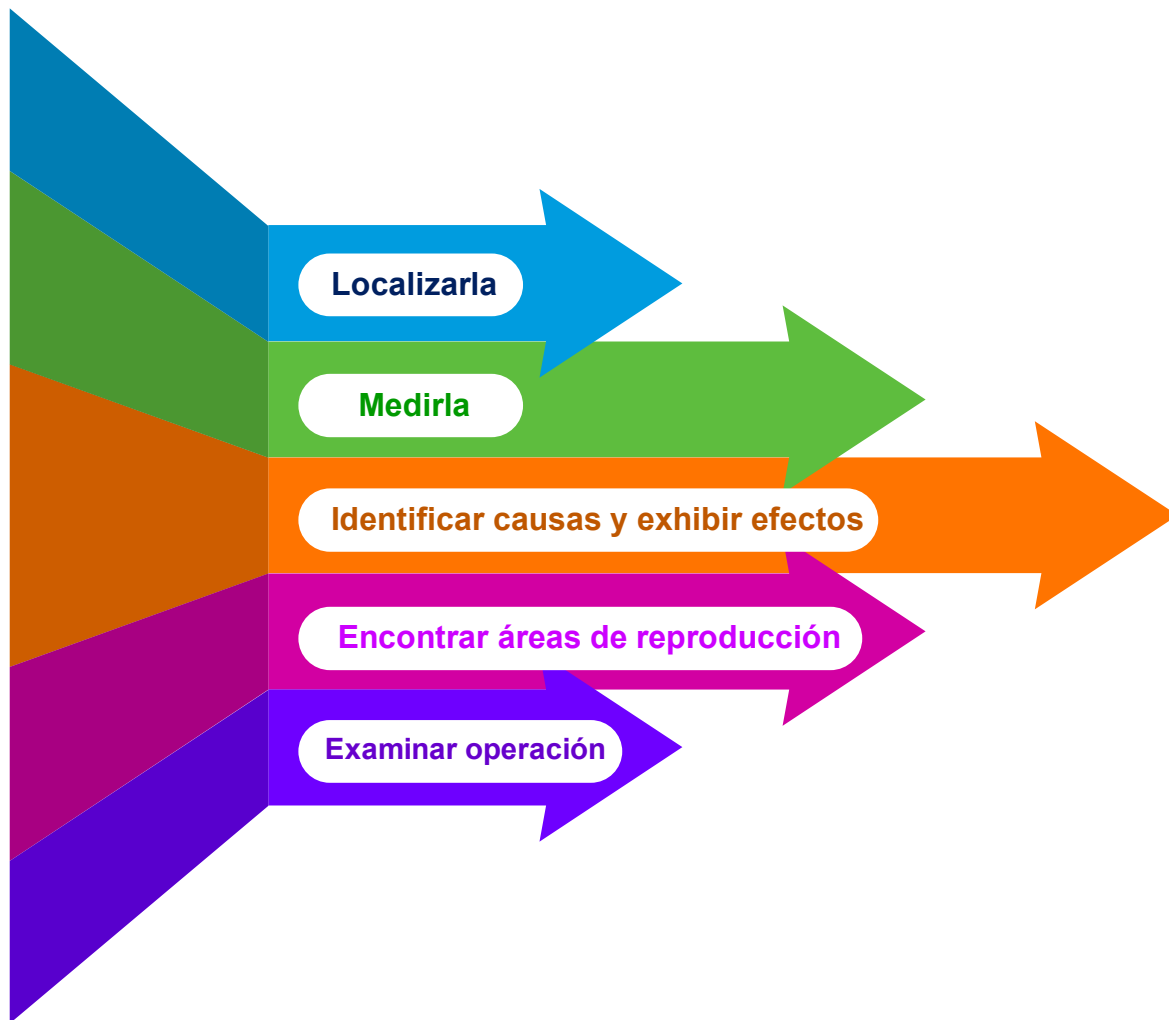 Localizarla
Medirla
Identificar causas y exhibir efectos
Encontrar áreas de reproducción
Examinar operación